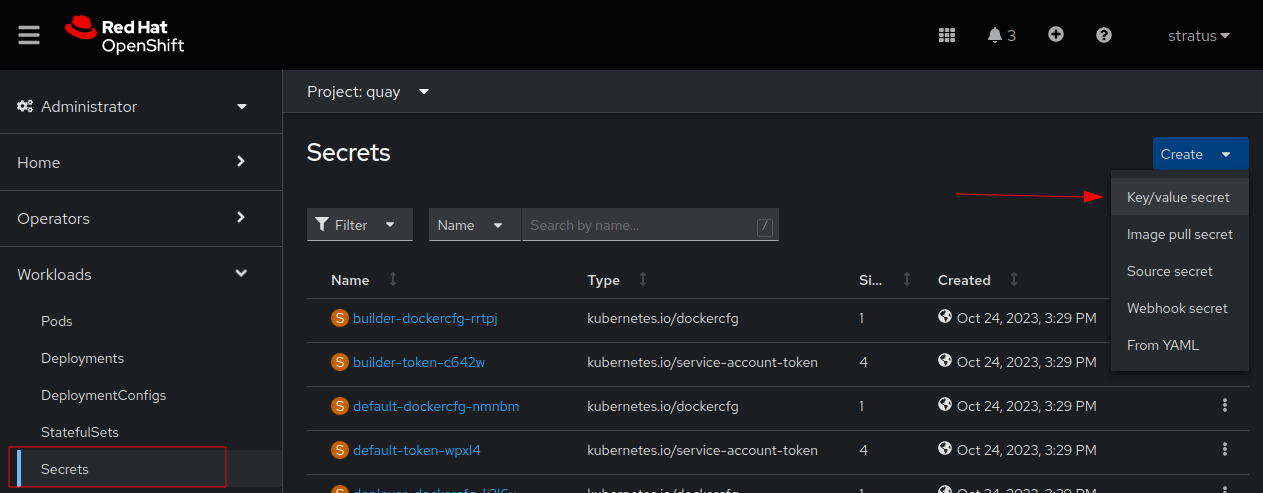 Red Hat
OpenShift
3
stratus
Administrator
Project: quay
Home
Secrets
Create
Key/value secret
Image pull secret
Source secret
Webhook secret
From YAML
Operators
Filter
Name
Search by name...
/
Workloads
Name Type Si... Created
Pods
S builder-dockercfg-rrtpj kubernetes.io/dockercfg 1 Oct 24, 2023, 3:29 PM
Deployments
S builder-token-c642w kubernetes.io/service-account-token 4 Oct 24, 2023, 3:29 PM
DeploymentConfigs
S default-dockercfg-nmnbm kubernetes.io/dockercfg 1 Oct 24, 2023, 3:29 PM
StatefulSets
S default-token-wpxl4 kubernetes.io/service-account-token 4 Oct 24, 2023, 3:29 PM
Secrets